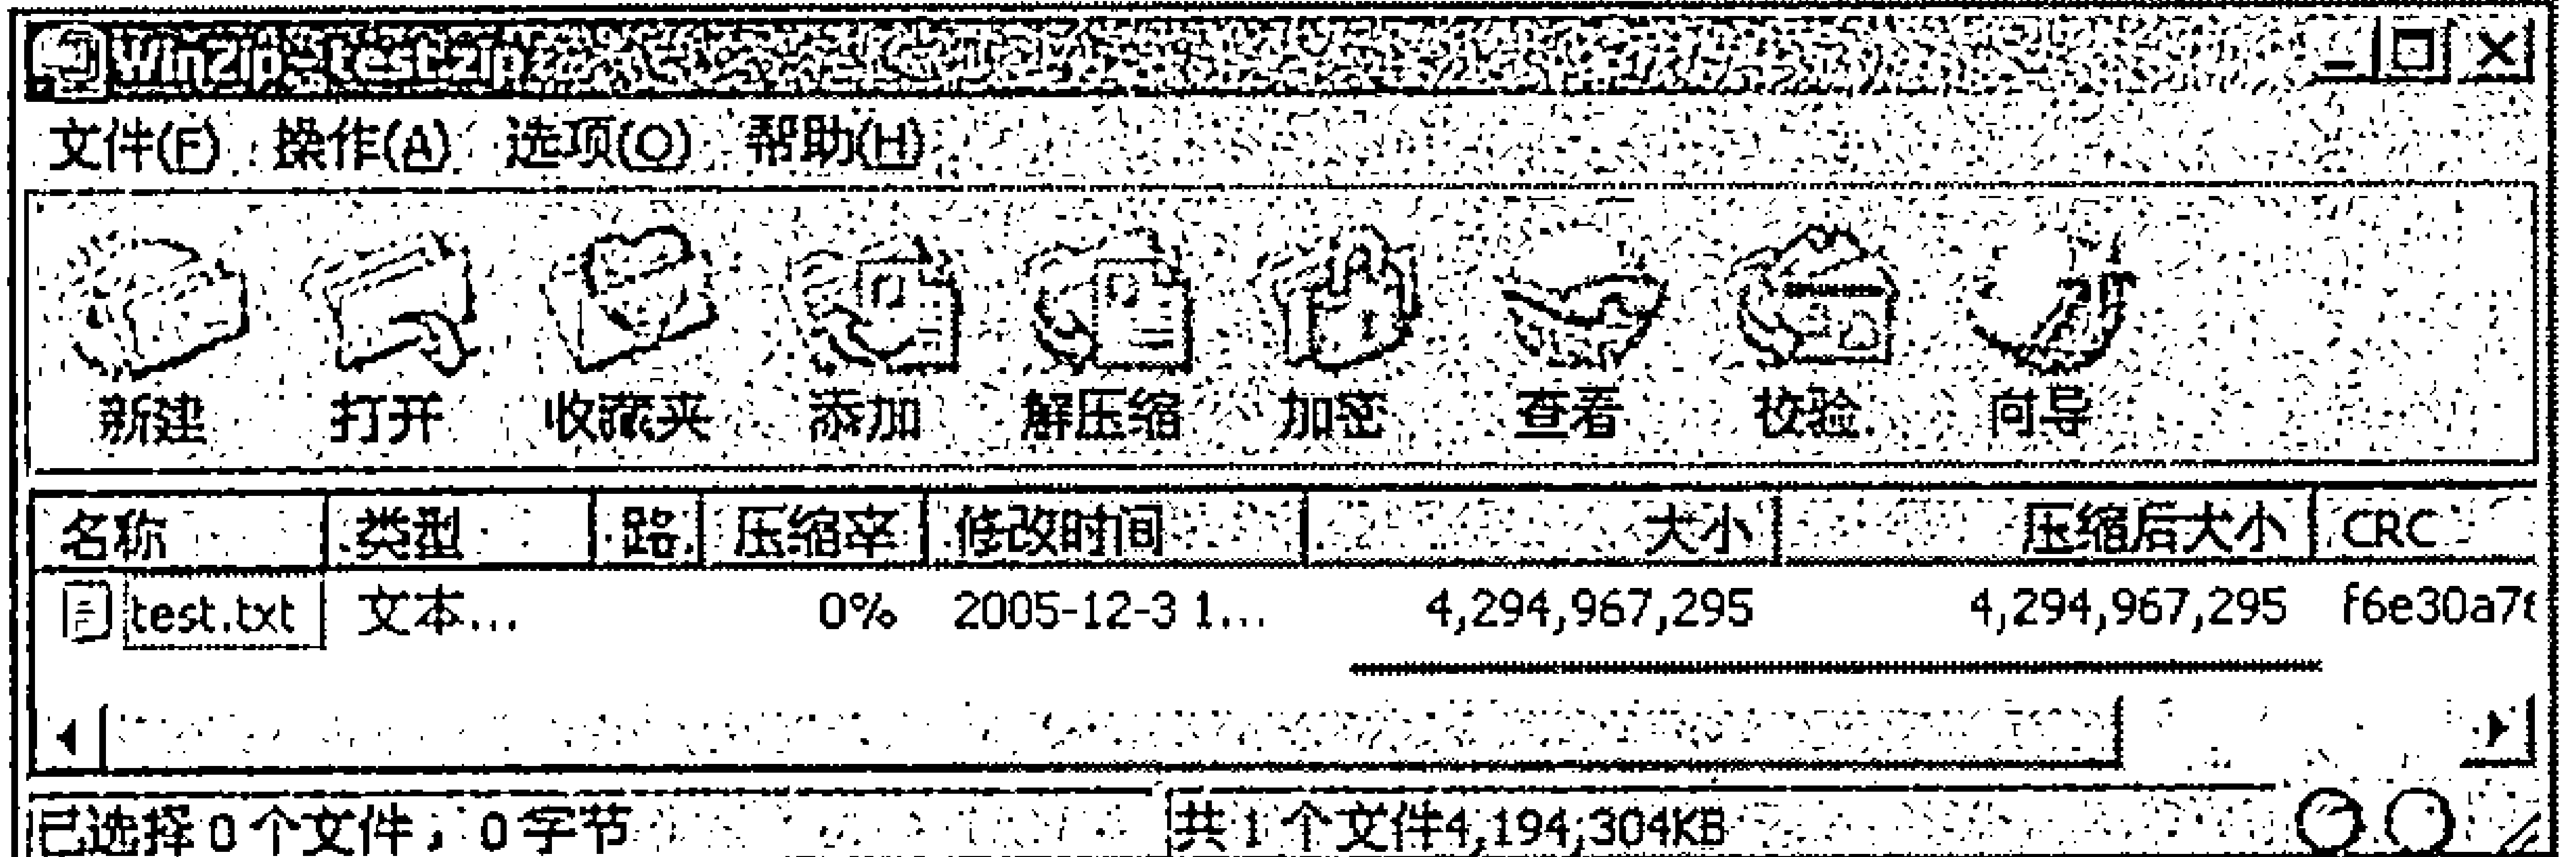 WinZip - test.zip
文件(F) 操作(A) 选项(O) 帮助(H)
新建 打开 收藏夹 添加 解压缩 加密 查看 校验 向导
名称 类型 路 压缩率 修改时间 大小 压缩后大小 CRC
test.txt 文本... 0% 2005-12-3 1... 4,294,967,295 4,294,967,295 f6e30a7
已选择 0 个文件，0 字节 共 1 个文件4,194,304KB